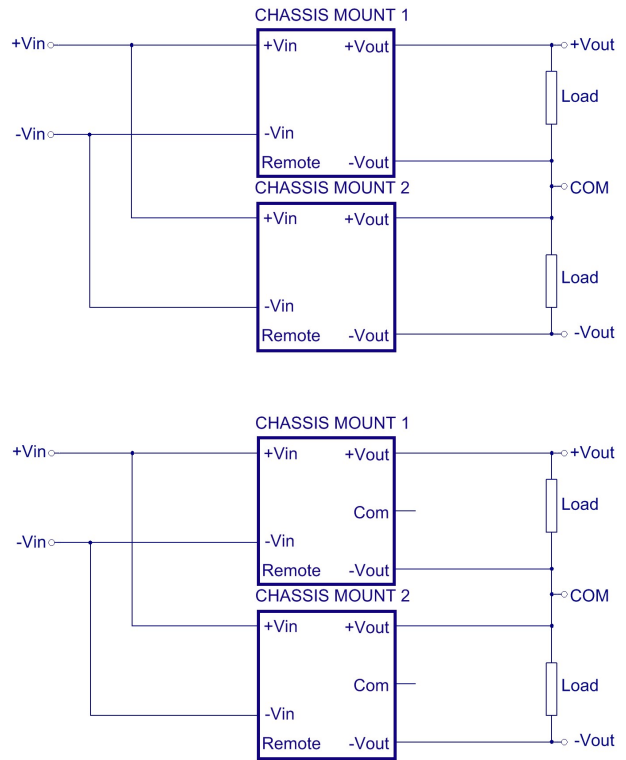 CHASSIS MOUNT 1
+Vin +Vin +Vout +Vout
Load
-Vin -Vin
Remote -Vout
CHASSIS MOUNT 2 COM
+Vin +Vout
Load
-Vin
Remote -Vout -Vout
CHASSIS MOUNT 1
+Vin +Vin +Vout +Vout
Load
Com
-Vin -Vin
Remote -Vout
CHASSIS MOUNT 2 COM
+Vin +Vout
Com Load
-Vin
Remote -Vout -Vout